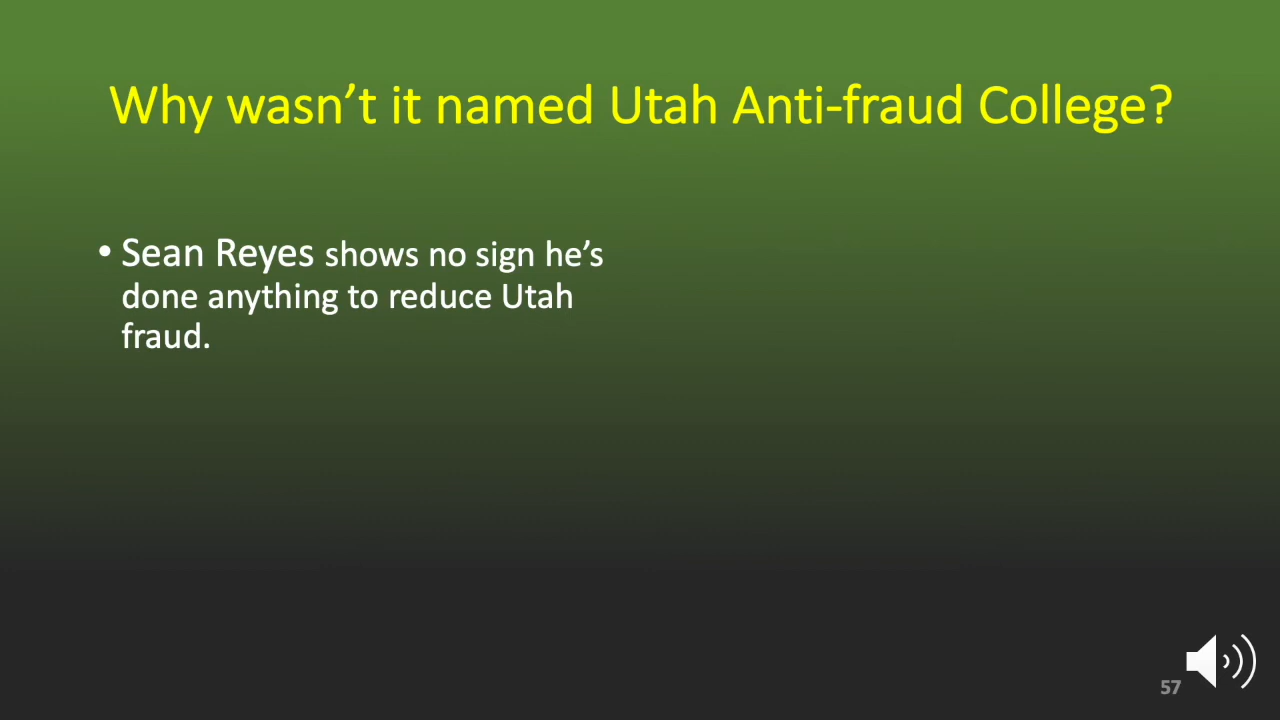 Why wasn’t it named Utah Anti-fraud College?
• Sean Reyes shows no sign he’s
done anything to reduce Utah
fraud.
57